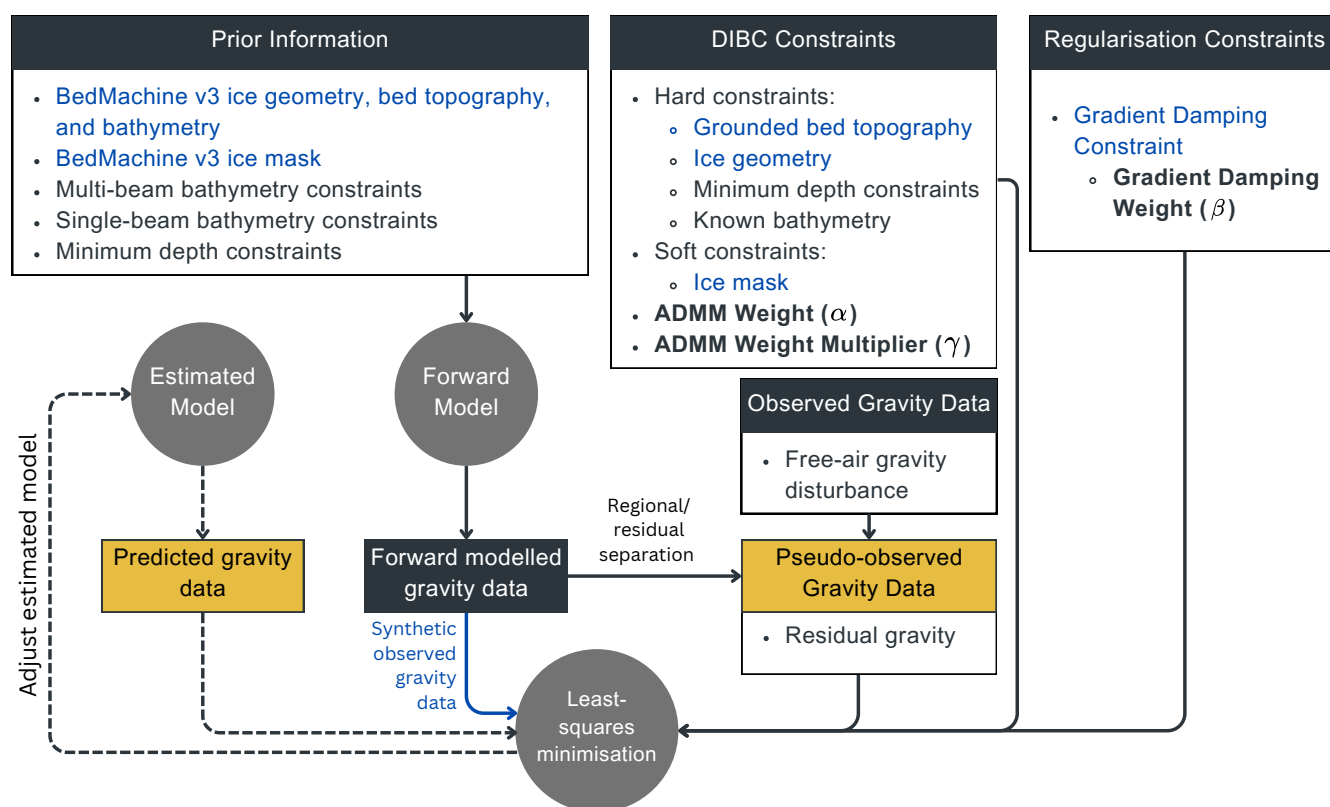 Prior Information
BedMachine v3 ice geometry, bed topography,
and bathymetry
BedMachine v3 ice mask
Multi-beam bathymetry constraints
Single-beam bathymetry constraints
Minimum depth constraints
DIBC Constraints
Hard constraints:
Grounded bed topography
Ice geometry
Minimum depth constraints
Known bathymetry
Soft constraints:
Ice mask
ADMM Weight (α)
ADMM Weight Multiplier (γ)
Regularisation Constraints
Gradient Damping
Constraint
Gradient Damping
Weight (β)
Estimated
Model
Forward
Model
Observed Gravity Data
Free-air gravity
disturbance
Adjust estimated model
Predicted gravity
data
Forward modelled
gravity data
Regional/
residual
separation
Pseudo-observed
Gravity Data
Residual gravity
Synthetic
observed
gravity
data
Least-
squares
minimisation